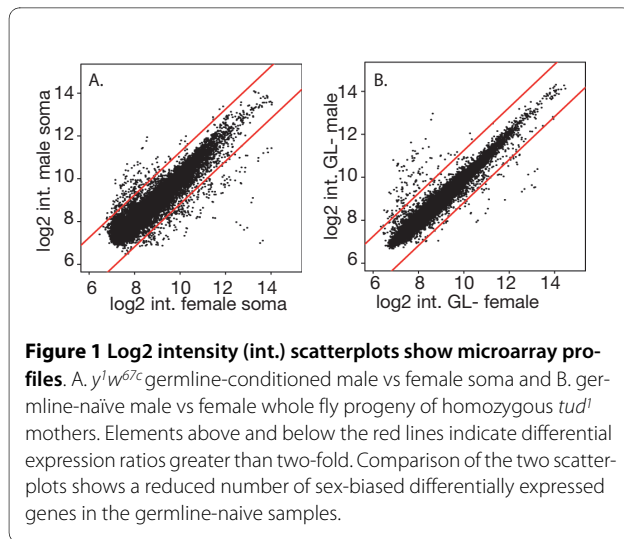 A.
14
12
10
8
6
log2 int. male soma
6 8 10 12 14
log2 int. female soma
B.
14
12
10
8
6
log2 int. GL- male
6 8 10 12 14
log2 int. GL- female
Figure 1 Log2 intensity (int.) scatterplots show microarray pro-
files. A. y¹w⁶⁷ᶜ germline-conditioned male vs female soma and B. ger-
mline-naïve male vs female whole fly progeny of homozygous tud¹
mothers. Elements above and below the red lines indicate differential
expression ratios greater than two-fold. Comparison of the two scatter-
plots shows a reduced number of sex-biased differentially expressed
genes in the germline-naive samples.